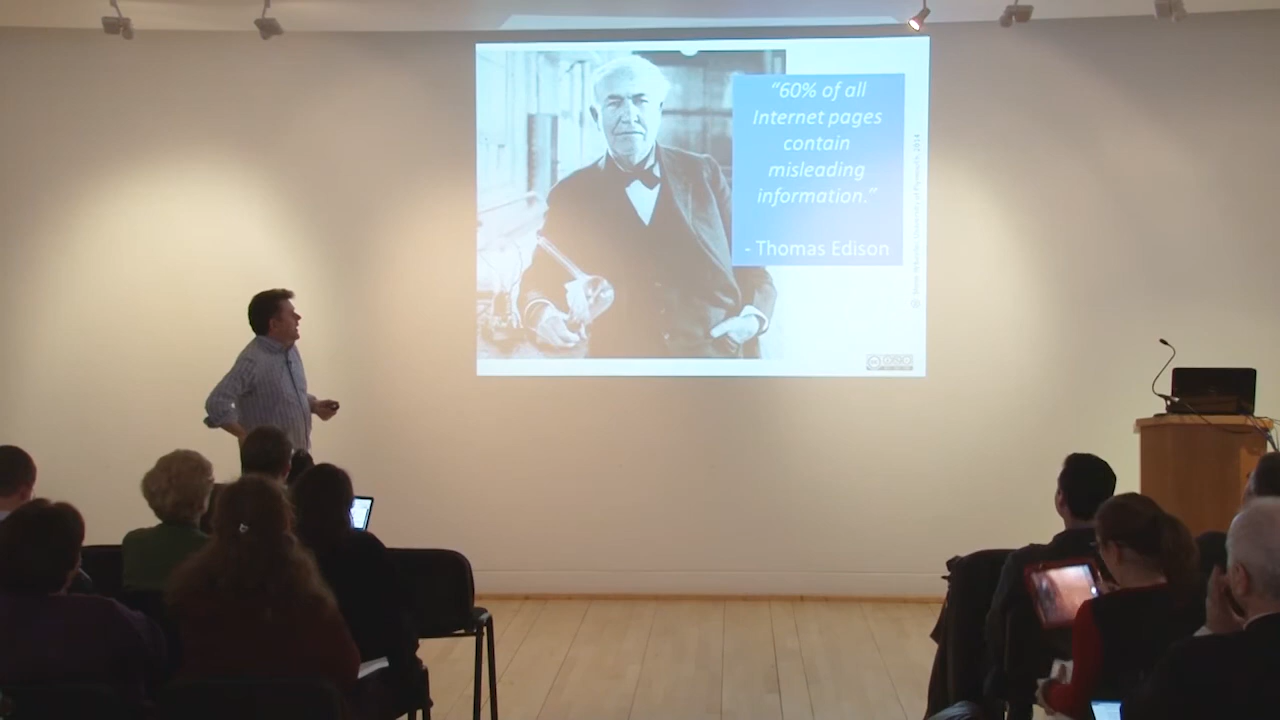 “60% of all
Internet pages
contain
misleading
information.”
- Thomas Edison